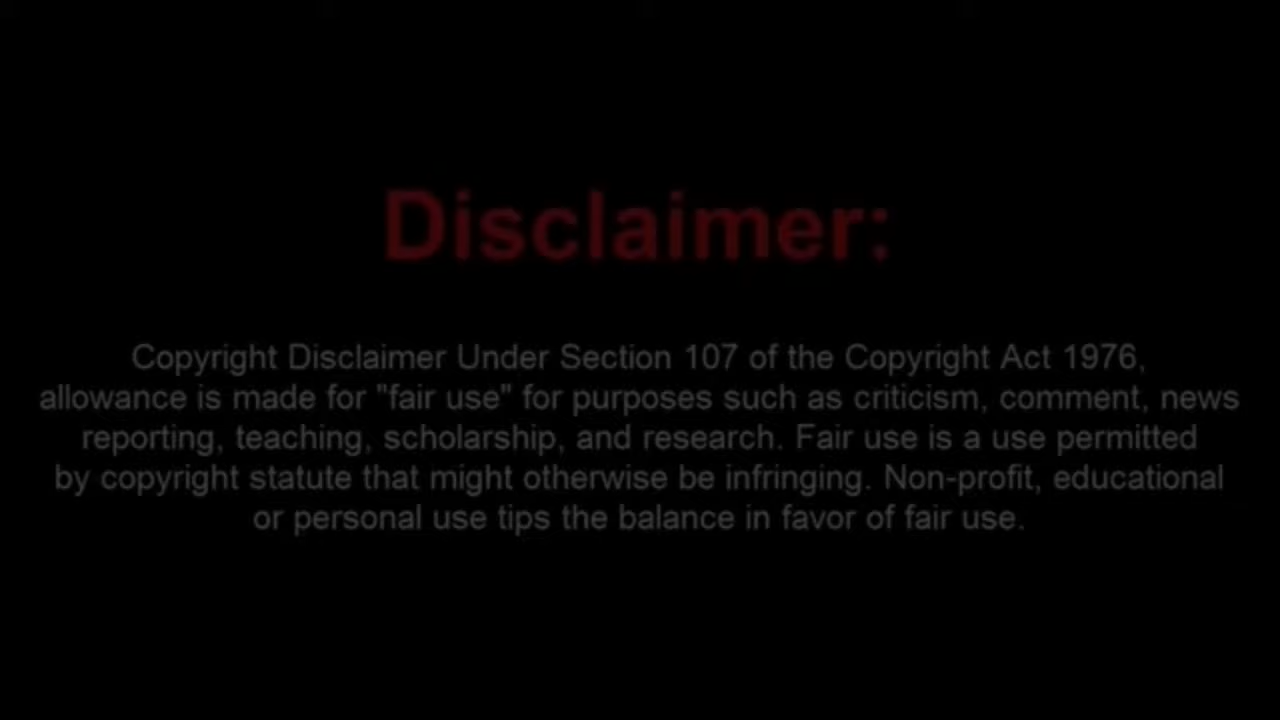 Disclaimer:
Copyright Disclaimer Under Section 107 of the Copyright Act 1976,
allowance is made for "fair use" for purposes such as criticism, comment, news
reporting, teaching, scholarship, and research. Fair use is a use permitted
by copyright statute that might otherwise be infringing. Non-profit, educational
or personal use tips the balance in favor of fair use.